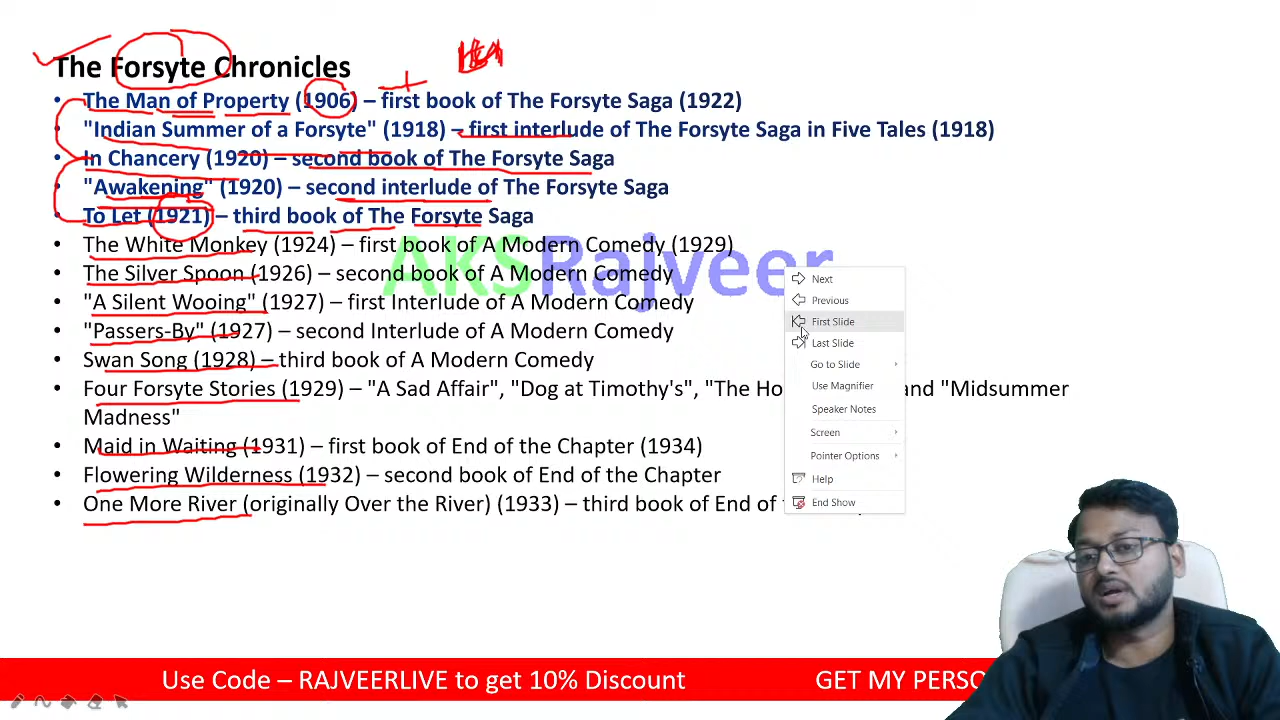 The Forsyte Chronicles
• The Man of Property (1906) – first book of The Forsyte Saga (1922)
• "Indian Summer of a Forsyte" (1918) – first interlude of The Forsyte Saga in Five Tales (1918)
• In Chancery (1920) – second book of The Forsyte Saga
• "Awakening" (1920) – second interlude of The Forsyte Saga
• To Let (1921) – third book of The Forsyte Saga
• The White Monkey (1924) – first book of A Modern Comedy (1929)
AKSRajveer
• The Silver Spoon (1926) – second book of A Modern Comedy
• "A Silent Wooing" (1927) – first Interlude of A Modern Comedy
• "Passers-By" (1927) – second Interlude of A Modern Comedy
• Swan Song (1928) – third book of A Modern Comedy
• Four Forsyte Stories (1929) – "A Sad Affair", "Dog at Timothy's", "The and "Midsummer
Madness"
• Maid in Waiting (1931) – first book of End of the Chapter (1934)
• Flowering Wilderness (1932) – second book of End of the Chapter
• One More River (originally Over the River) (1933) – third book of End of
Next
Previous
First Slide
Last Slide
Go to Slide
Use Magnifier
Speaker Notes
Screen
Pointer Options
Help
End Show
Use Code – RAJVEERLIVE to get 10% Discount GET MY